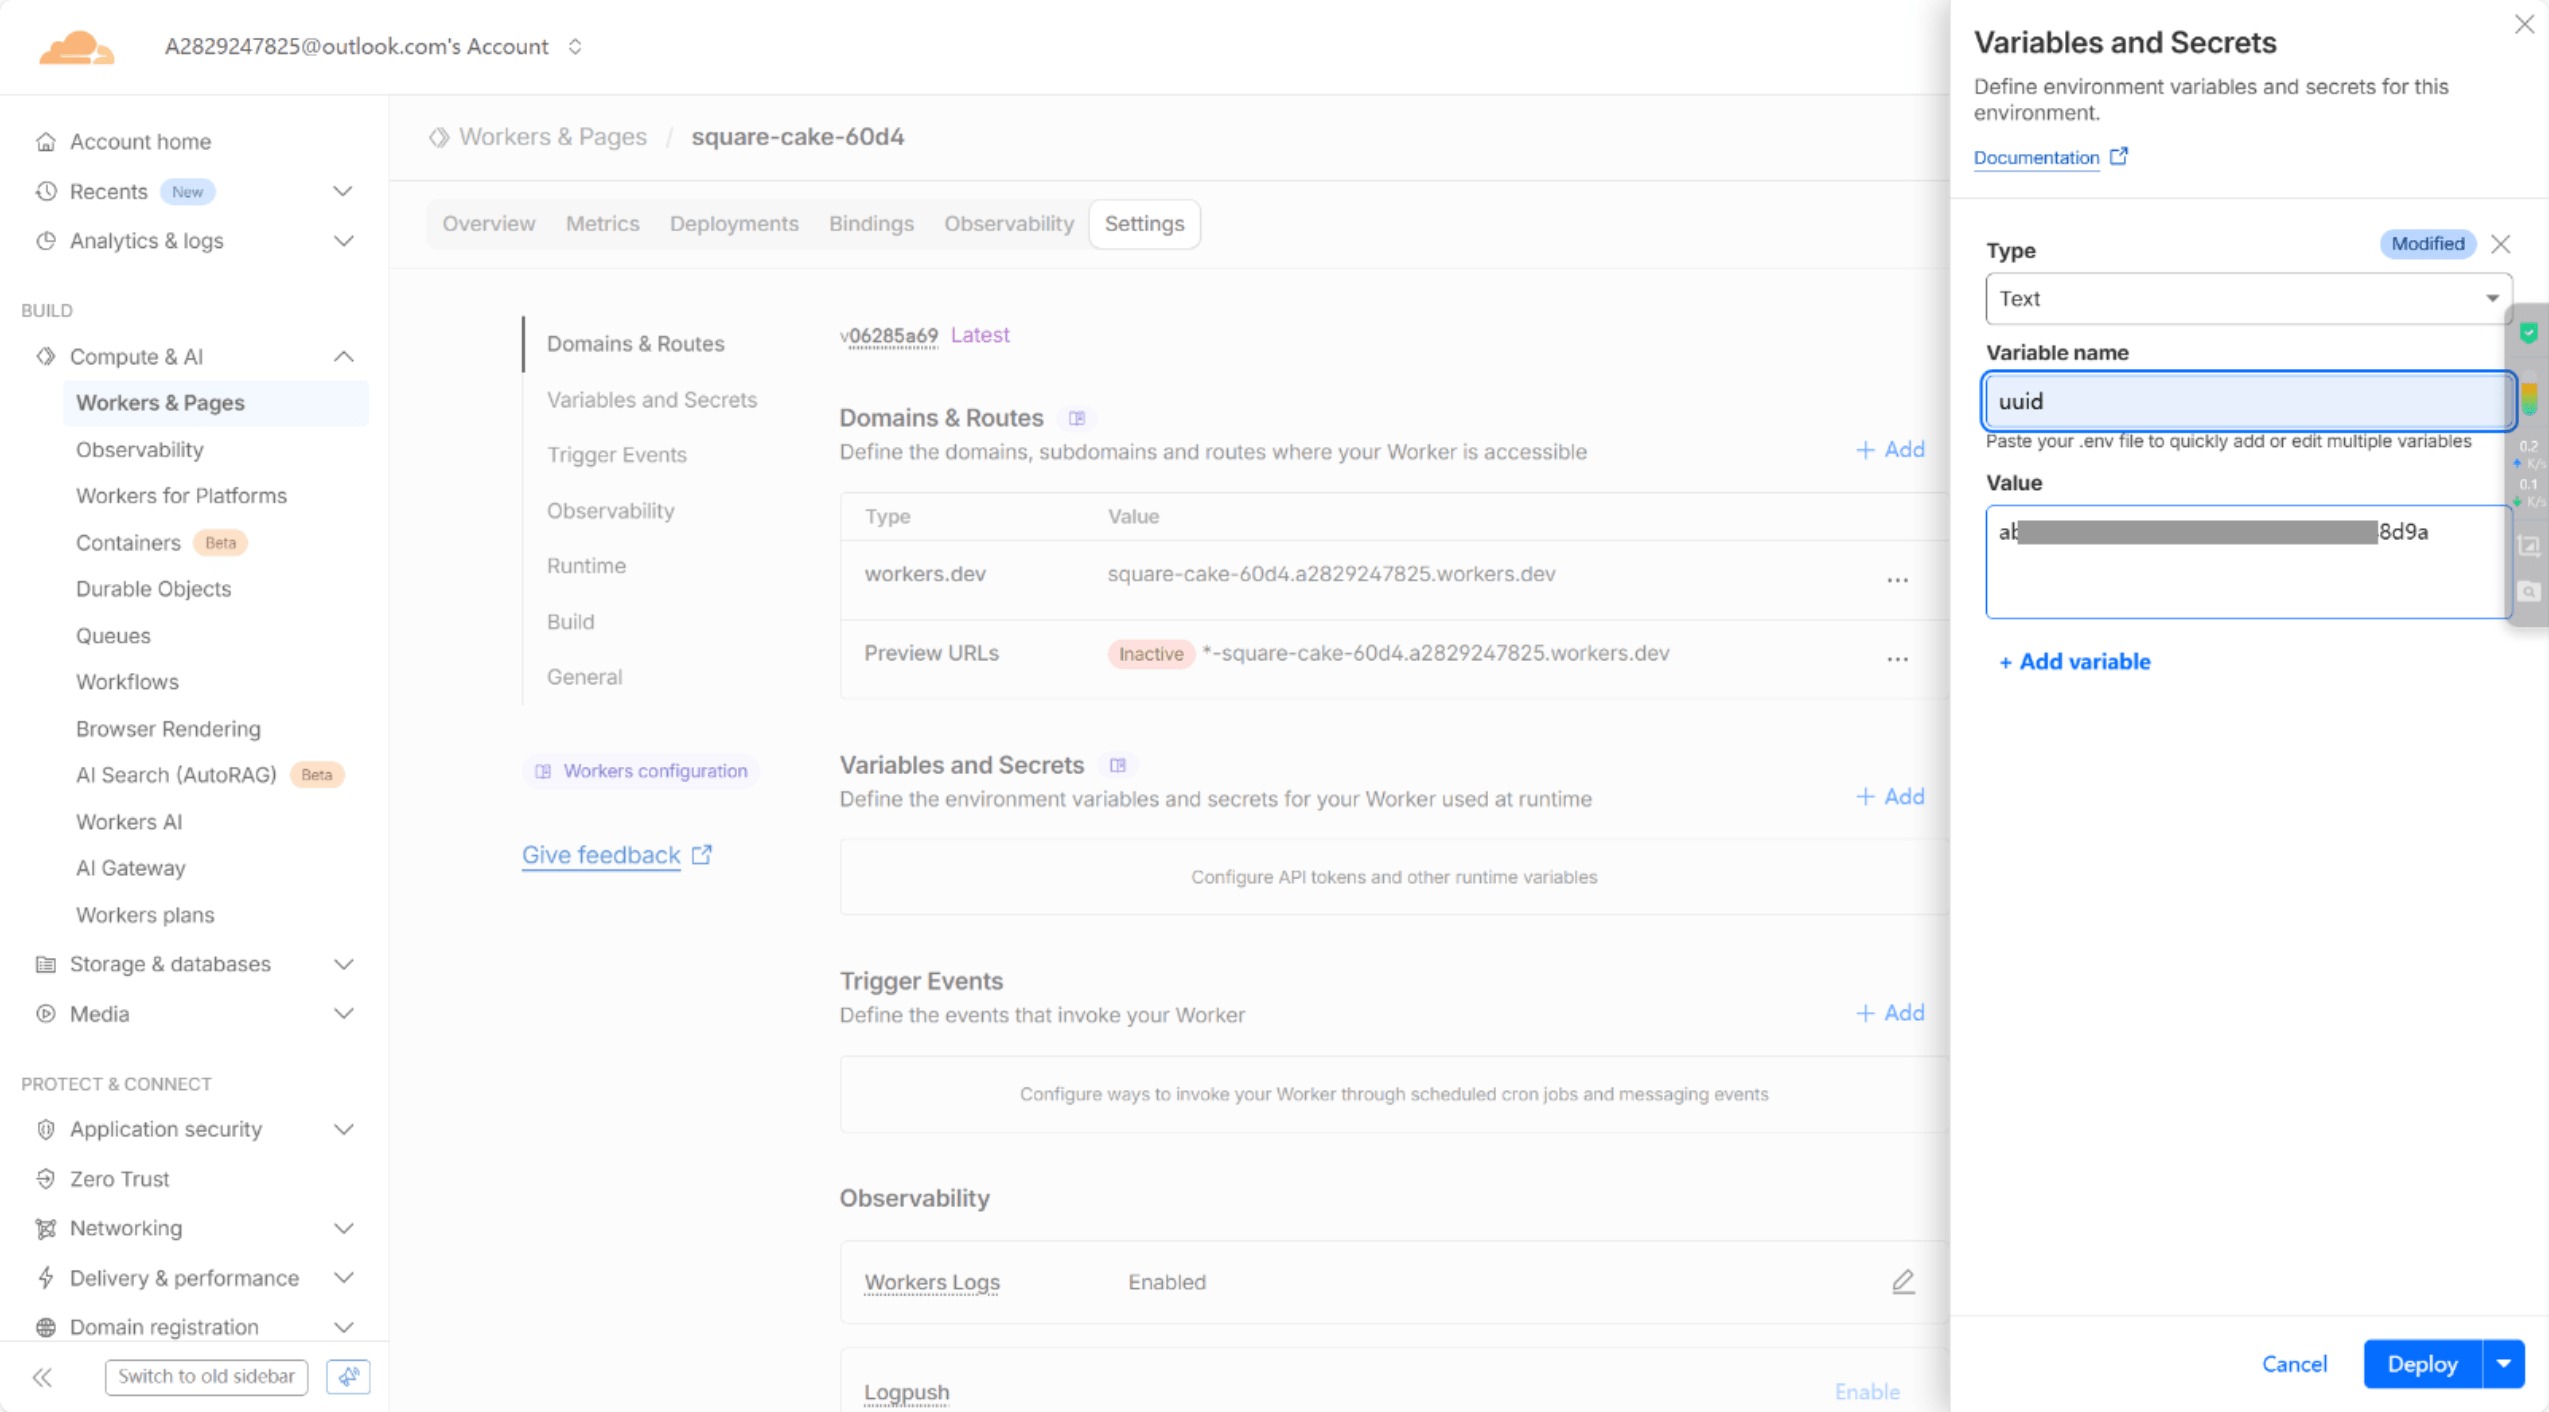 A2829247825@outlook.com's Account
Account home
Recents New
Analytics & logs
BUILD
Compute & AI
Workers & Pages
Observability
Workers for Platforms
Containers Beta
Durable Objects
Queues
Workflows
Browser Rendering
AI Search (AutoRAG) Beta
Workers AI
AI Gateway
Workers plans
Storage & databases
Media
PROTECT & CONNECT
Application security
Zero Trust
Networking
Delivery & performance
Domain registration
Switch to old sidebar
Workers & Pages / square-cake-60d4
Overview Metrics Deployments Bindings Observability Settings
Domains & Routes
Variables and Secrets
Trigger Events
Observability
Runtime
Build
General
Workers configuration
Give feedback
v06285a69 Latest
Domains & Routes
Define the domains, subdomains and routes where your Worker is accessible
+ Add
Type Value
workers.dev square-cake-60d4.a2829247825.workers.dev ...
Preview URLs Inactive *-square-cake-60d4.a2829247825.workers.dev ...
Variables and Secrets
Define the environment variables and secrets for your Worker used at runtime
+ Add
Configure API tokens and other runtime variables
Trigger Events
Define the events that invoke your Worker
+ Add
Configure ways to invoke your Worker through scheduled cron jobs and messaging events
Observability
Workers Logs Enabled
Logpush Enable
Variables and Secrets
Define environment variables and secrets for this
environment.
Documentation
Type Modified
Text
Variable name
uuid
Paste your .env file to quickly add or edit multiple variables
Value
ab 8d9a
+ Add variable
Cancel Deploy
0.2
K/s
0.1
K/s